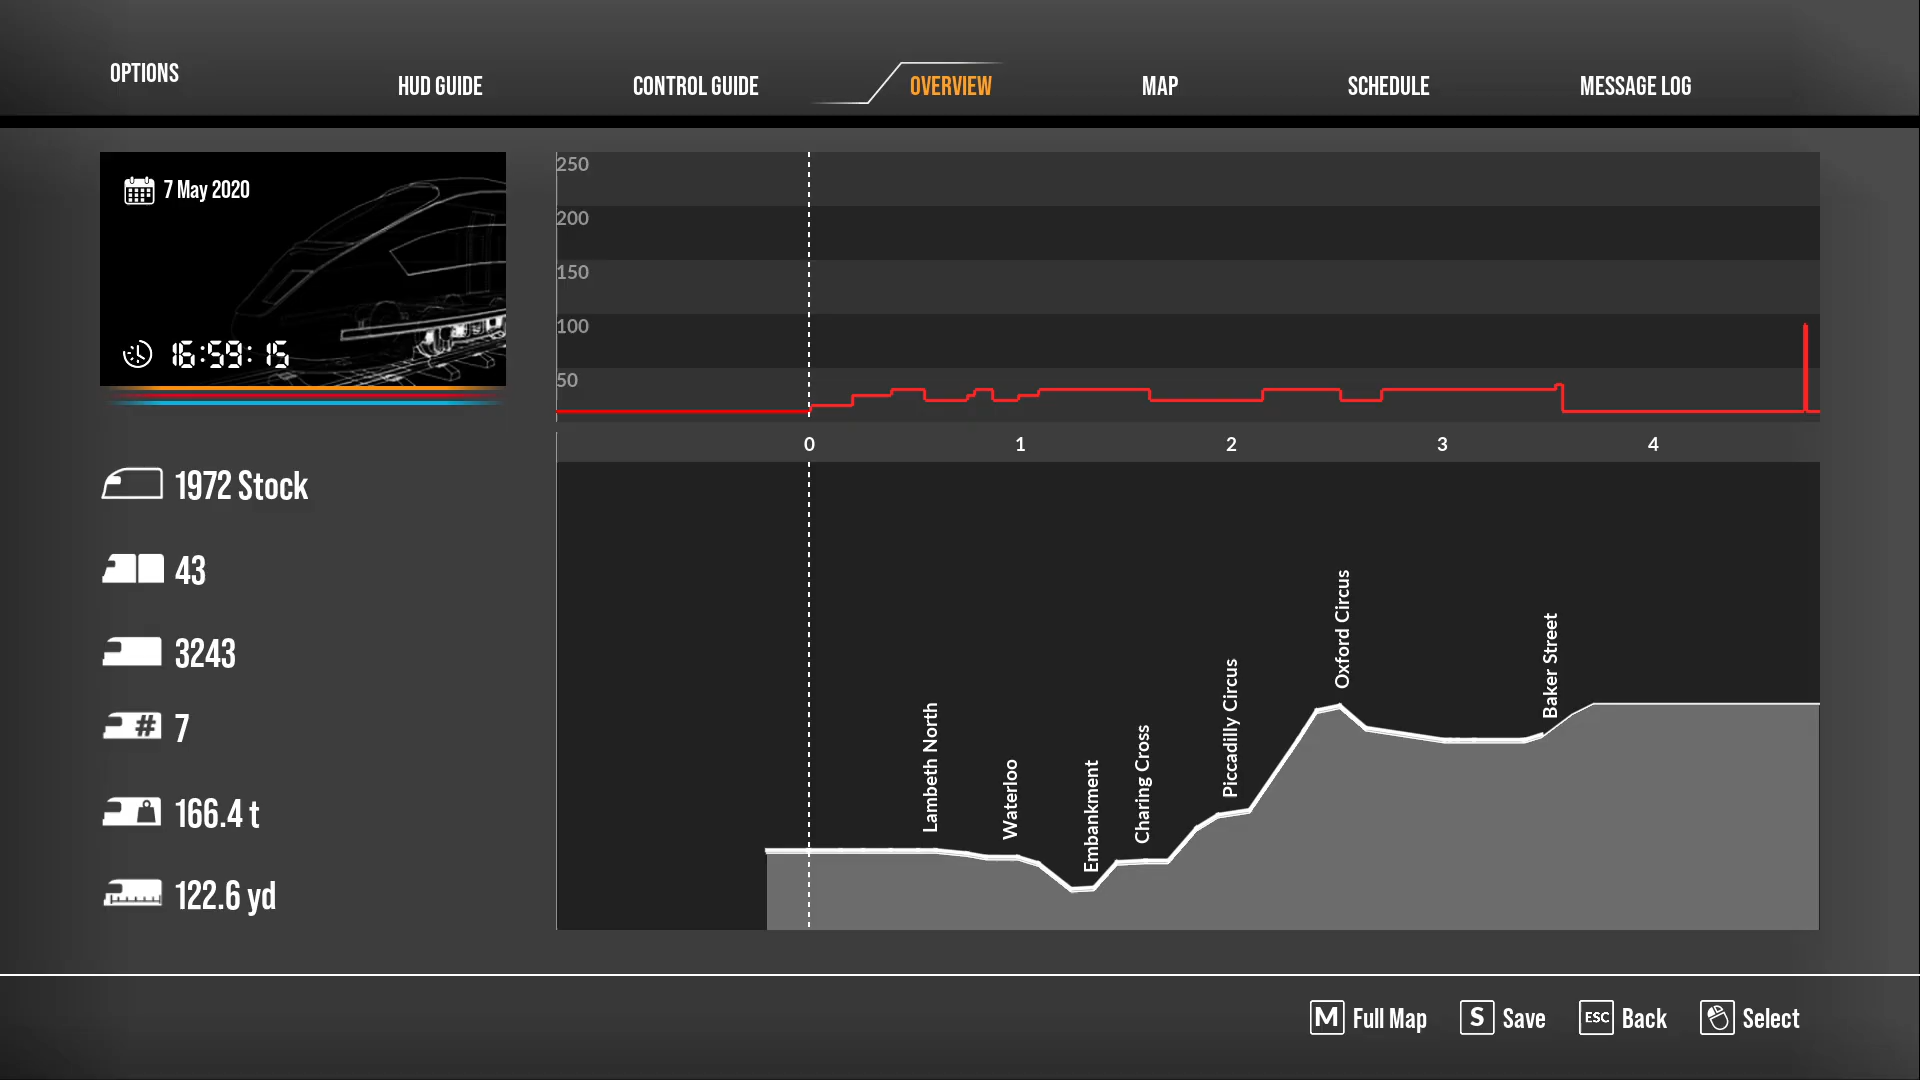 OPTIONS
HUD GUIDE
CONTROL GUIDE
OVERVIEW
MAP
SCHEDULE
MESSAGE LOG
7 May 2020
16:59:15
1972 Stock
43
3243
#
7
166.4 t
122.6 yd
250
200
150
100
50
0
1
2
3
4
Lambeth North
Waterloo
Embankment
Charing Cross
Piccadilly Circus
Oxford Circus
Baker Street
M Full Map
S Save
ESC Back
Select